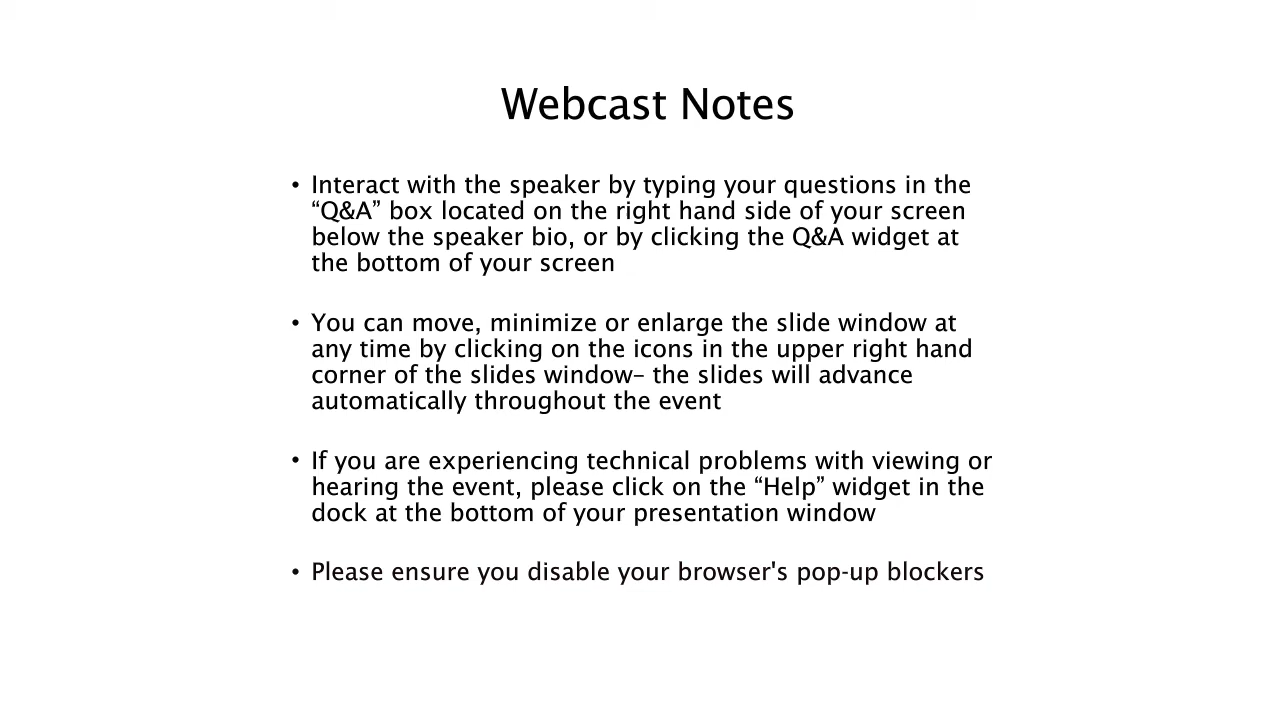 Webcast Notes
• Interact with the speaker by typing your questions in the
“Q&A” box located on the right hand side of your screen
below the speaker bio, or by clicking the Q&A widget at
the bottom of your screen
• You can move, minimize or enlarge the slide window at
any time by clicking on the icons in the upper right hand
corner of the slides window– the slides will advance
automatically throughout the event
• If you are experiencing technical problems with viewing or
hearing the event, please click on the “Help” widget in the
dock at the bottom of your presentation window
• Please ensure you disable your browser's pop-up blockers